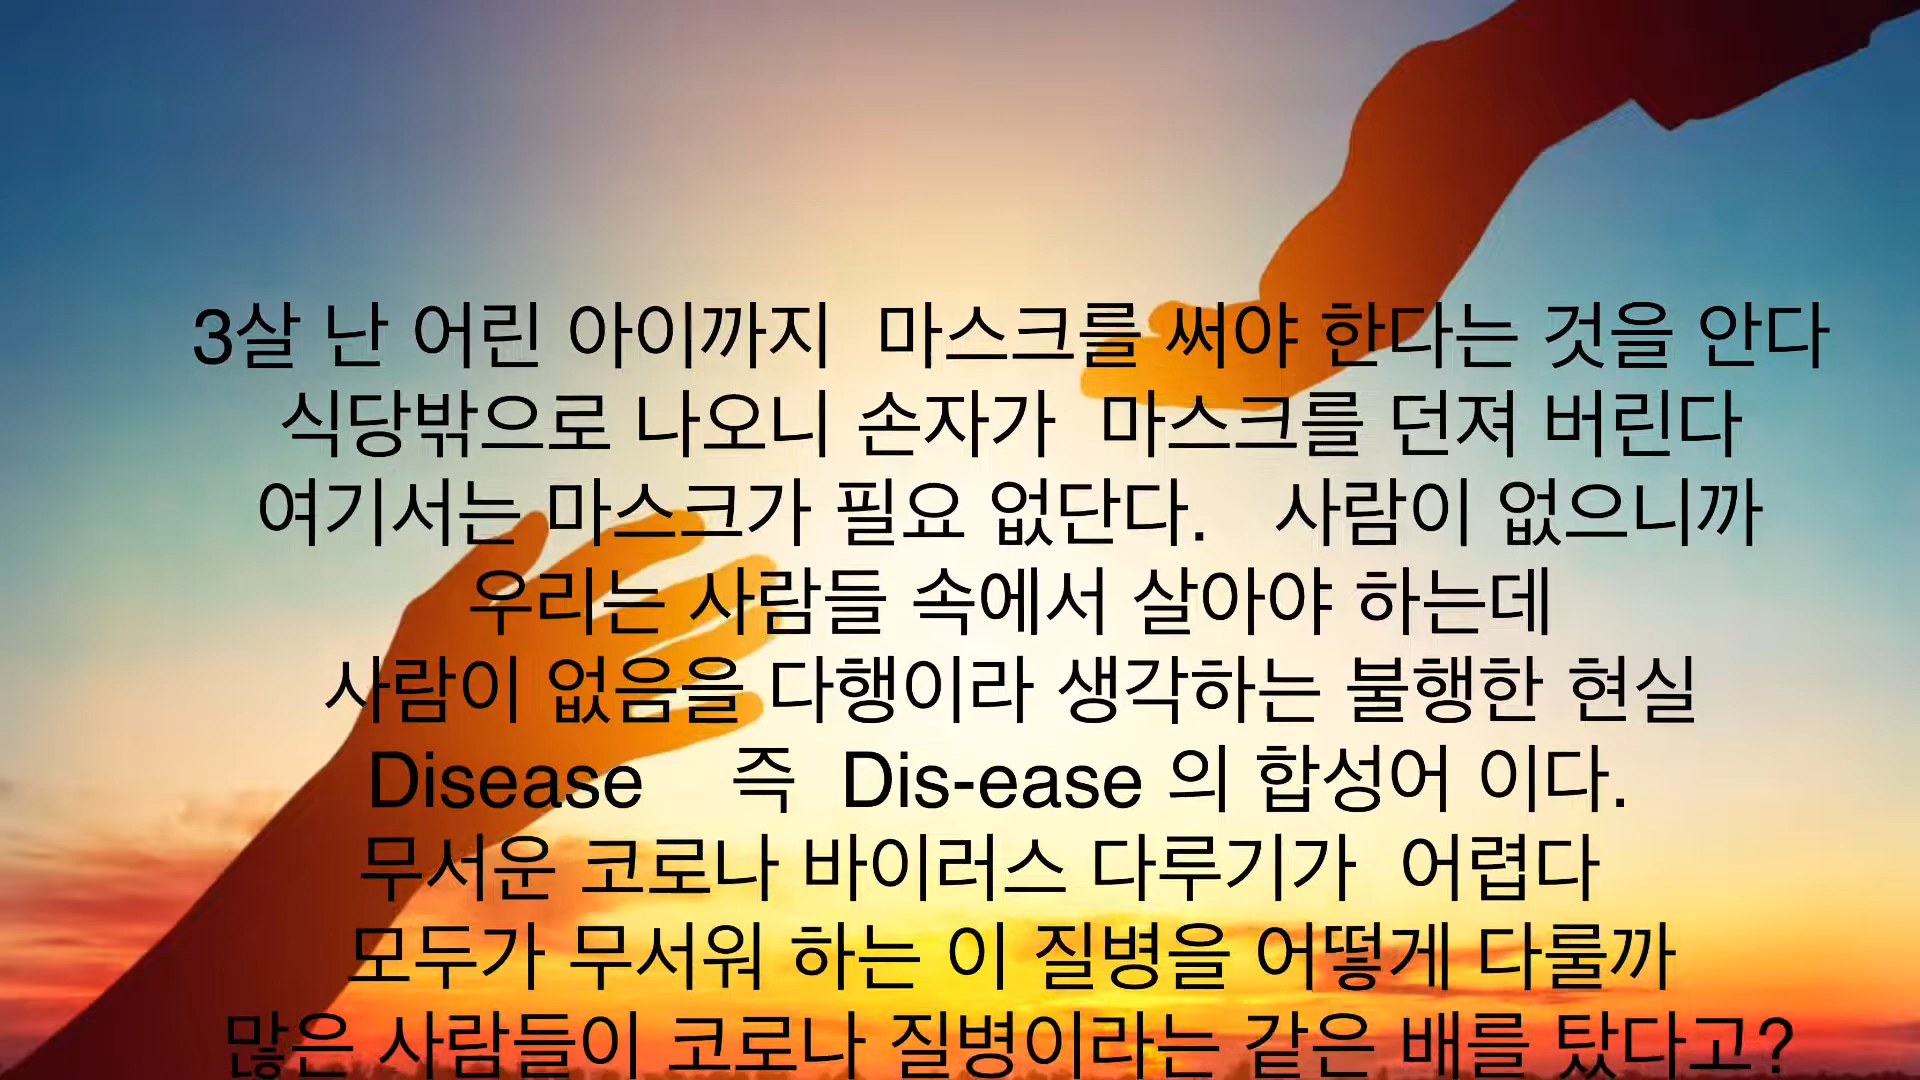 3살 난 어린 아이까지 마스크를 써야 한다는 것을 안다
식당밖으로 나오니 손자가 마스크를 던져 버린다
여기서는 마스크가 필요 없단다. 사람이 없으니까
우리는 사람들 속에서 살아야 하는데
사람이 없음을 다행이라 생각하는 불행한 현실
Disease 즉 Dis-ease 의 합성어 이다.
무서운 코로나 바이러스 다루기가 어렵다
모두가 무서워 하는 이 질병을 어떻게 다룰까
많은 사람들이 코로나 질병이라는 같은 배를 탔다고?